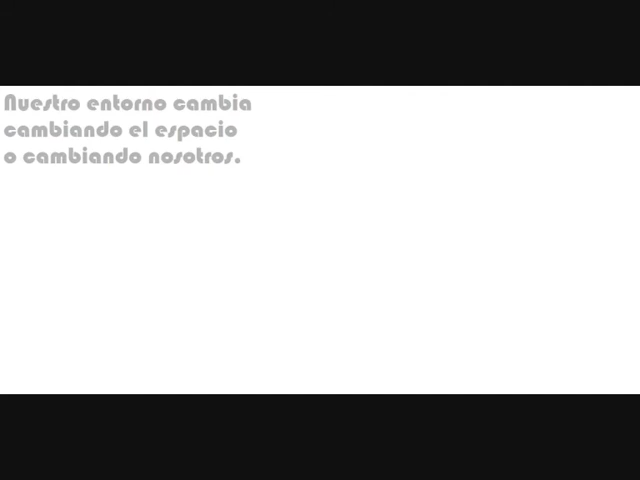 Nuestro entorno cambia
cambiando el espacio
o cambiando nosotros.